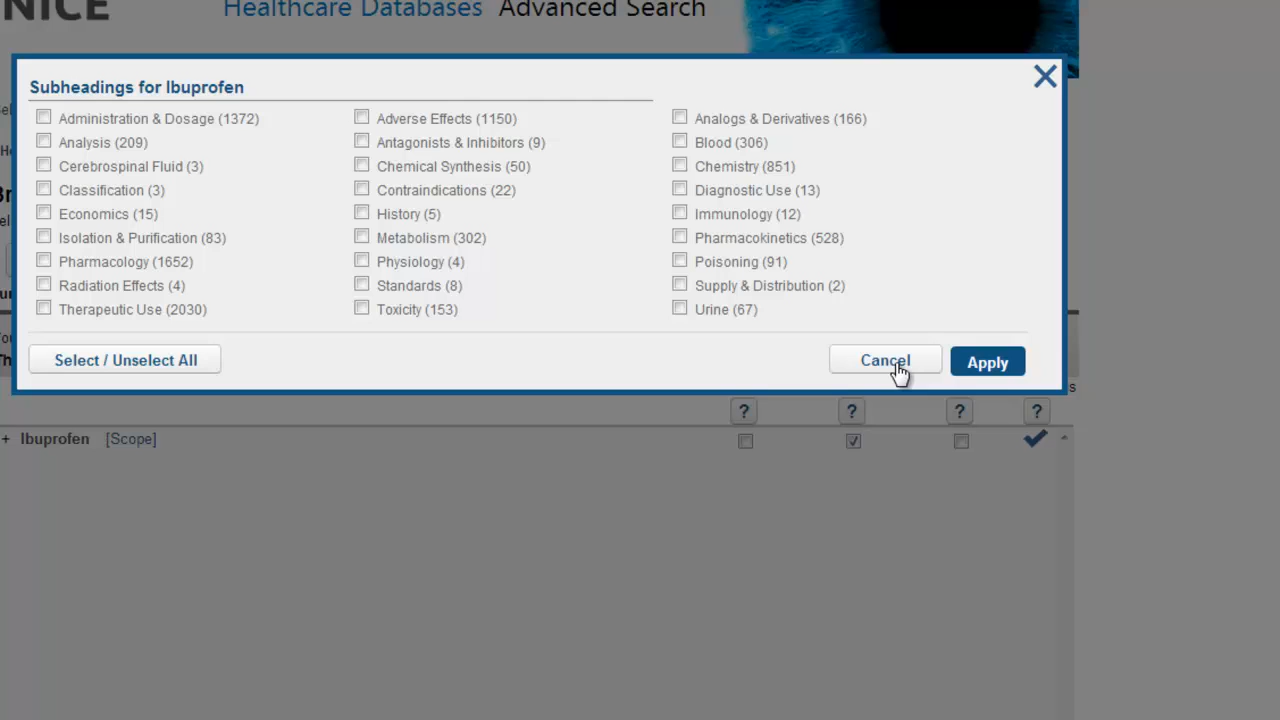 NICE Healthcare Databases Advanced Search
Subheadings for Ibuprofen
Administration & Dosage (1372) Adverse Effects (1150) Analogs & Derivatives (166)
Analysis (209) Antagonists & Inhibitors (9) Blood (306)
Cerebrospinal Fluid (3) Chemical Synthesis (50) Chemistry (851)
Classification (3) Contraindications (22) Diagnostic Use (13)
Economics (15) History (5) Immunology (12)
Isolation & Purification (83) Metabolism (302) Pharmacokinetics (528)
Pharmacology (1652) Physiology (4) Poisoning (91)
Radiation Effects (4) Standards (8) Supply & Distribution (2)
Therapeutic Use (2030) Toxicity (153) Urine (67)
Select / Unselect All Cancel Apply
? ? ? ?
+ Ibuprofen [Scope]